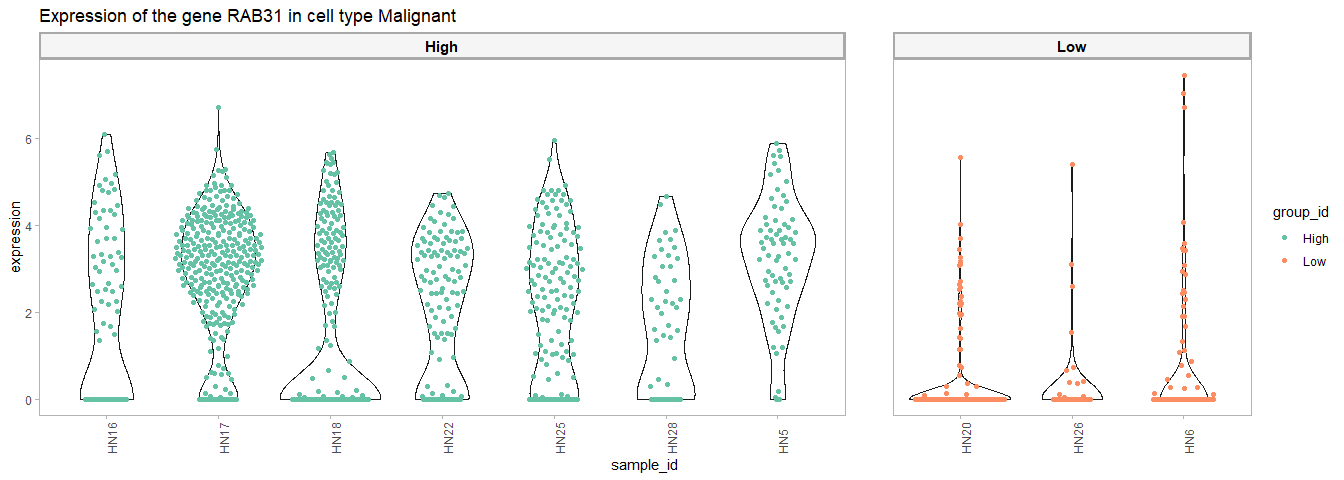 Expression of the gene RAB31 in cell type Malignant
High
Low
expression
6
4
2
0
HN16
HN17
HN18
HN22
HN25
HN28
HN5
HN20
HN26
HN6
sample_id
group_id
High
Low